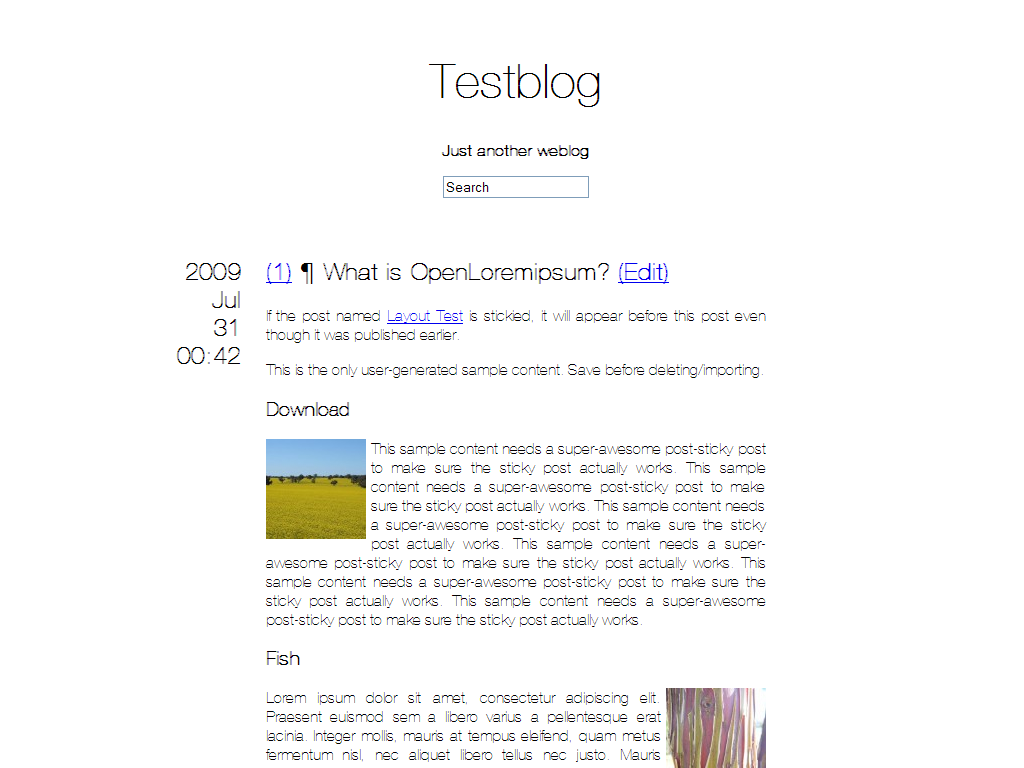 Testblog
Just another weblog
Search
2009
Jul
31
00:42
(1) ¶ What is OpenLoremipsum? (Edit)
If the post named Layout Test is stickied, it will appear before this post even
though it was published earlier.
This is the only user-generated sample content. Save before deleting/importing.
Download
This sample content needs a super-awesome post-sticky post
to make sure the sticky post actually works. This sample
content needs a super-awesome post-sticky post to make
sure the sticky post actually works. This sample content needs
a super-awesome post-sticky post to make sure the sticky
post actually works. This sample content needs a super-
awesome post-sticky post to make sure the sticky post actually works. This
sample content needs a super-awesome post-sticky post to make sure the
sticky post actually works. This sample content needs a super-awesome
post-sticky post to make sure the sticky post actually works.
Fish
Lorem ipsum dolor sit amet, consectetur adipiscing elit.
Praesent euismod sem a libero varius a pellentesque erat
lacinia. Integer mollis, mauris at tempus eleifend, quam metus
fermentum nisl, nec aliquet libero tellus nec justo. Mauris